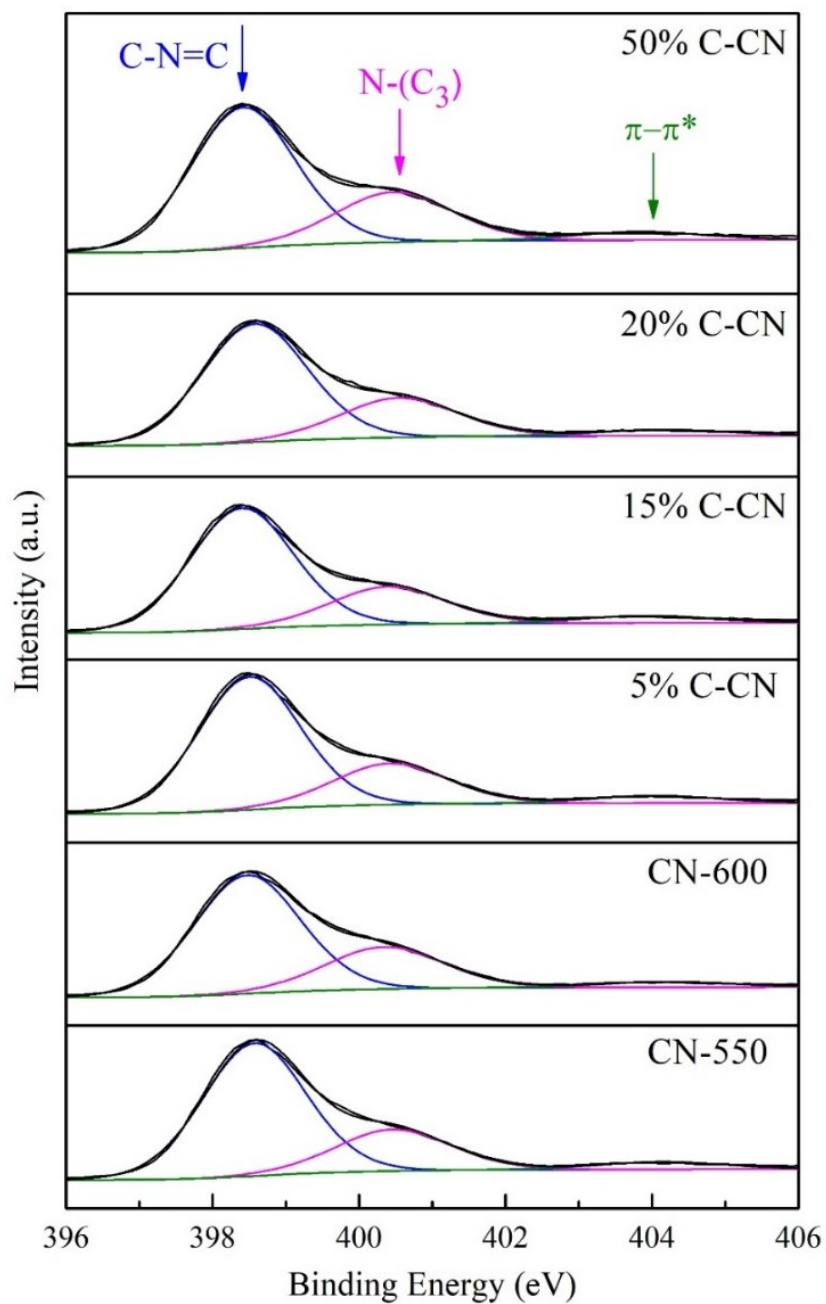 50% C-CN
C-N=C
N-(C₃)
π–π*
20% C-CN
15% C-CN
5% C-CN
CN-600
CN-550
Intensity (a.u.)
396 398 400 402 404 406
Binding Energy (eV)